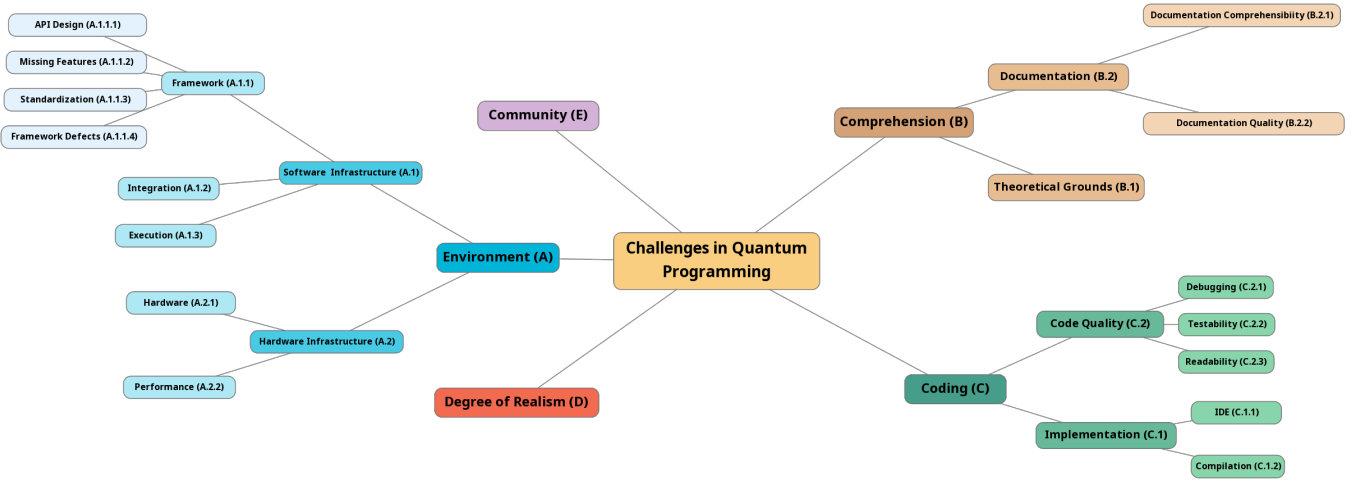 API Design (A.1.1.1)
Missing Features (A.1.1.2)
Standardization (A.1.1.3)
Framework Defects (A.1.1.4)
Framework (A.1.1)
Integration (A.1.2)
Execution (A.1.3)
Software  Infrastructure (A.1)
Hardware (A.2.1)
Performance (A.2.2)
Hardware Infrastructure (A.2)
Environment (A)
Community (E)
Degree of Realism (D)
Challenges in Quantum
Programming
Comprehension (B)
Documentation (B.2)
Documentation Comprehensibiity (B.2.1)
Documentation Quality (B.2.2)
Theoretical Grounds (B.1)
Coding (C)
Code Quality (C.2)
Debugging (C.2.1)
Testability (C.2.2)
Readability (C.2.3)
Implementation (C.1)
IDE (C.1.1)
Compilation (C.1.2)